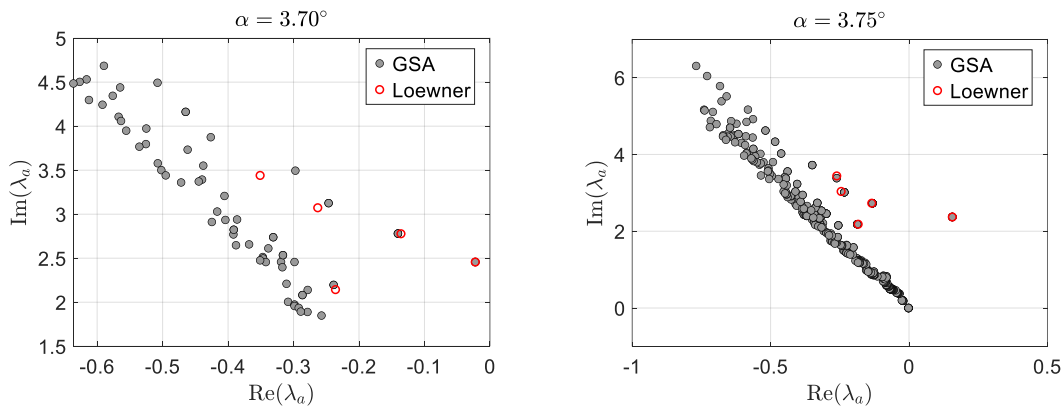 α = 3.70°
5
4.5
4
3.5
3
2.5
2
1.5
Im(λₐ)
GSA
Loewner
-0.6 -0.5 -0.4 -0.3 -0.2 -0.1 0
Re(λₐ)
α = 3.75°
6
4
2
0
Im(λₐ)
GSA
Loewner
-1 -0.5 0 0.5
Re(λₐ)